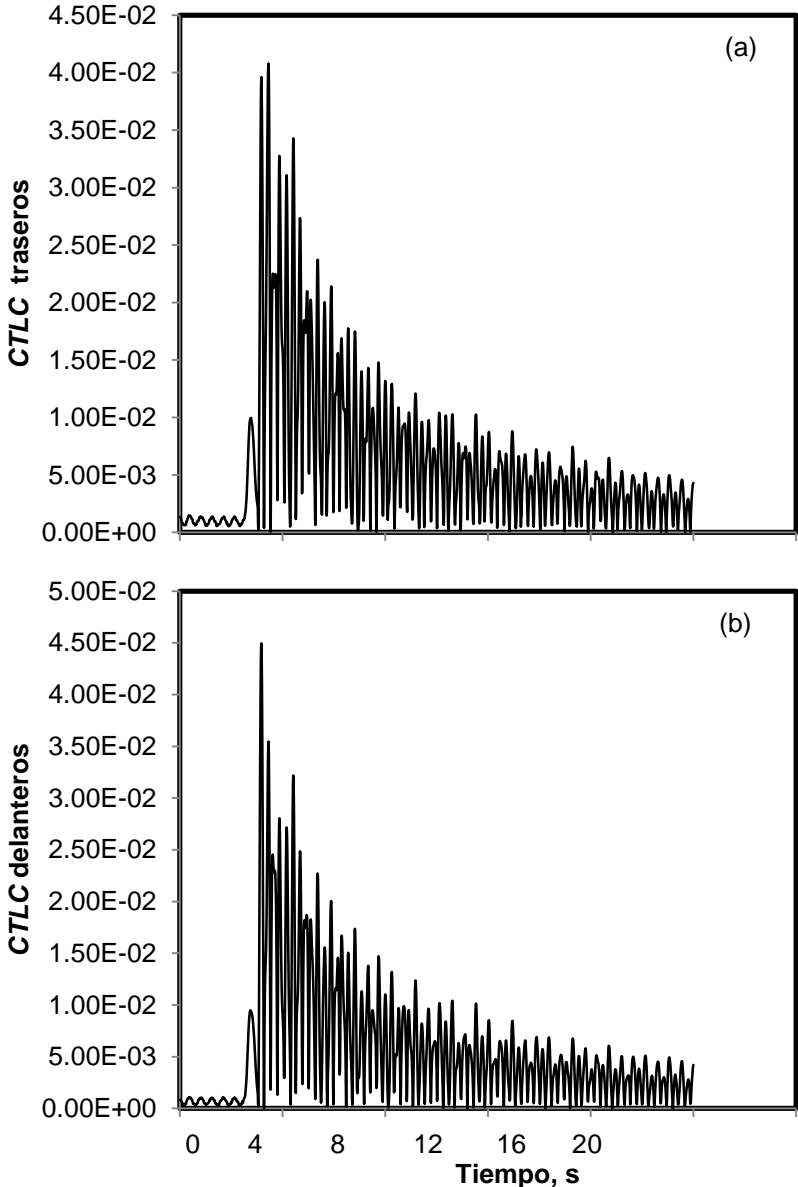 4.50E-02
(a)
4.00E-02
3.50E-02
3.00E-02
2.50E-02
2.00E-02
1.50E-02
1.00E-02
5.00E-03
0.00E+00
CTLC traseros
5.00E-02
(b)
4.50E-02
4.00E-02
3.50E-02
3.00E-02
2.50E-02
2.00E-02
1.50E-02
1.00E-02
5.00E-03
0.00E+00
CTLC delanteros
0 4 8 12 16 20
Tiempo, s